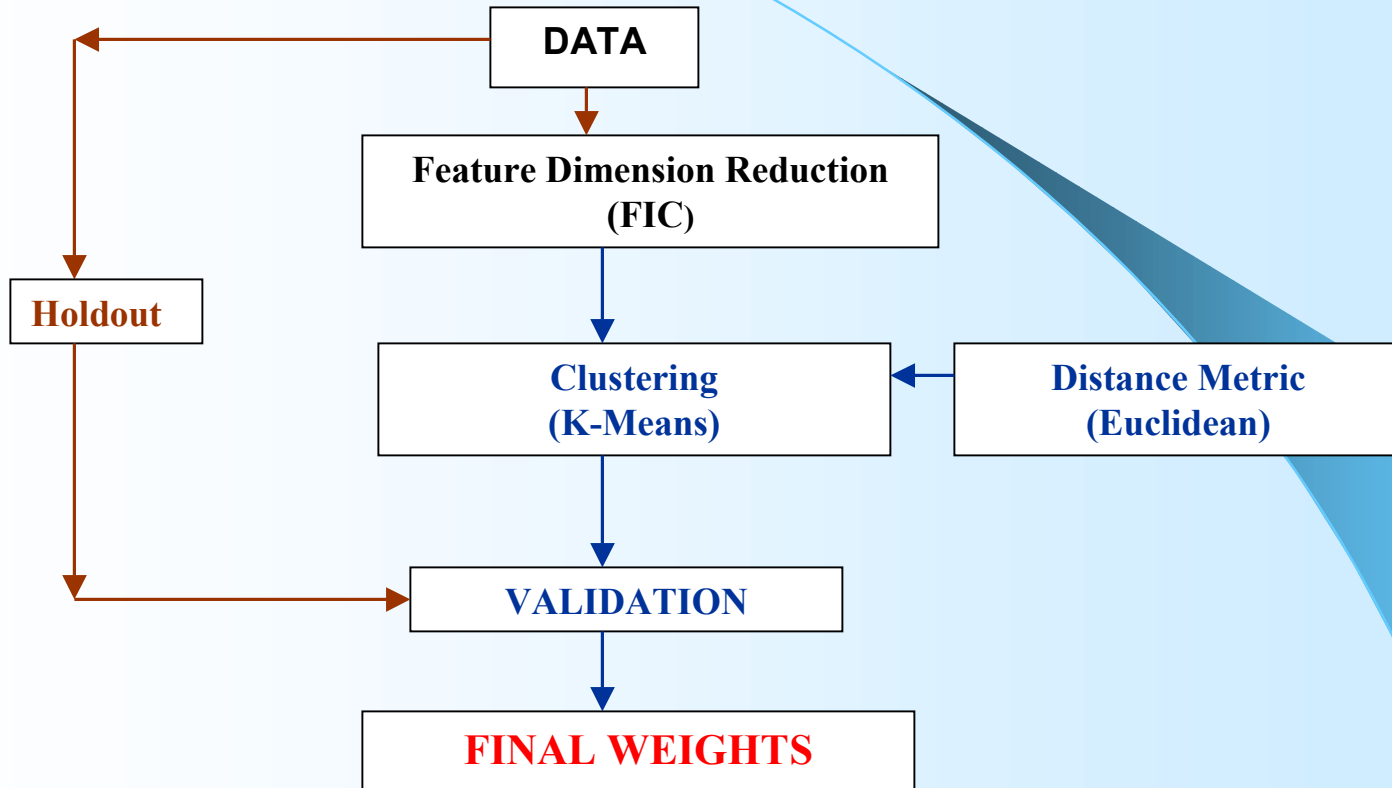 DATA
Feature Dimension Reduction
(FIC)
Holdout
Clustering
(K-Means)
Distance Metric
(Euclidean)
VALIDATION
FINAL WEIGHTS